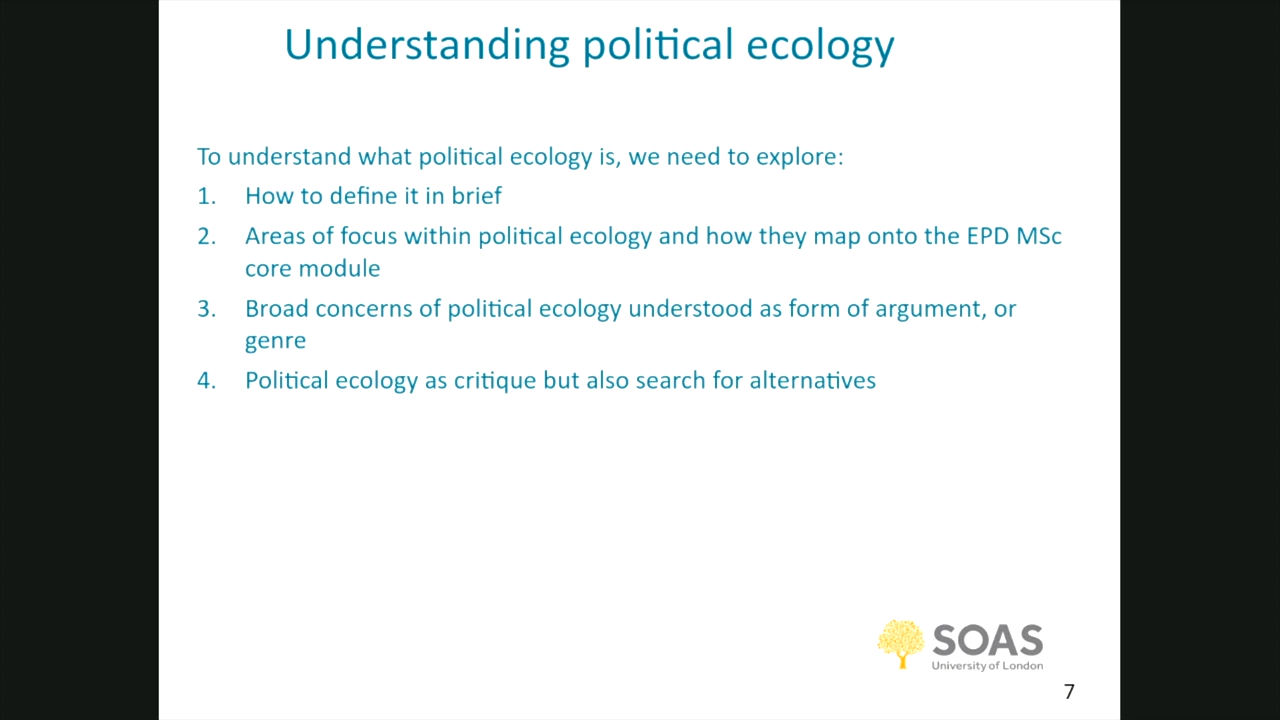 Understanding political ecology
To understand what political ecology is, we need to explore:
1. How to define it in brief
2. Areas of focus within political ecology and how they map onto the EPD MSc
core module
3. Broad concerns of political ecology understood as form of argument, or
genre
4. Political ecology as critique but also search for alternatives
SOAS
University of London
7